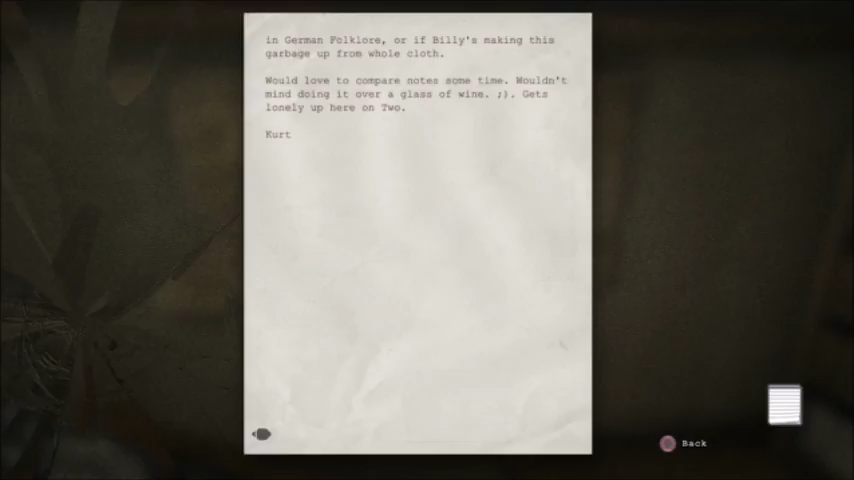 in German Folklore, or if Billy's making this
garbage up from whole cloth.
Would love to compare notes some time. Wouldn't
mind doing it over a glass of wine. ;). Gets
lonely up here on Two.
Kurt
Back